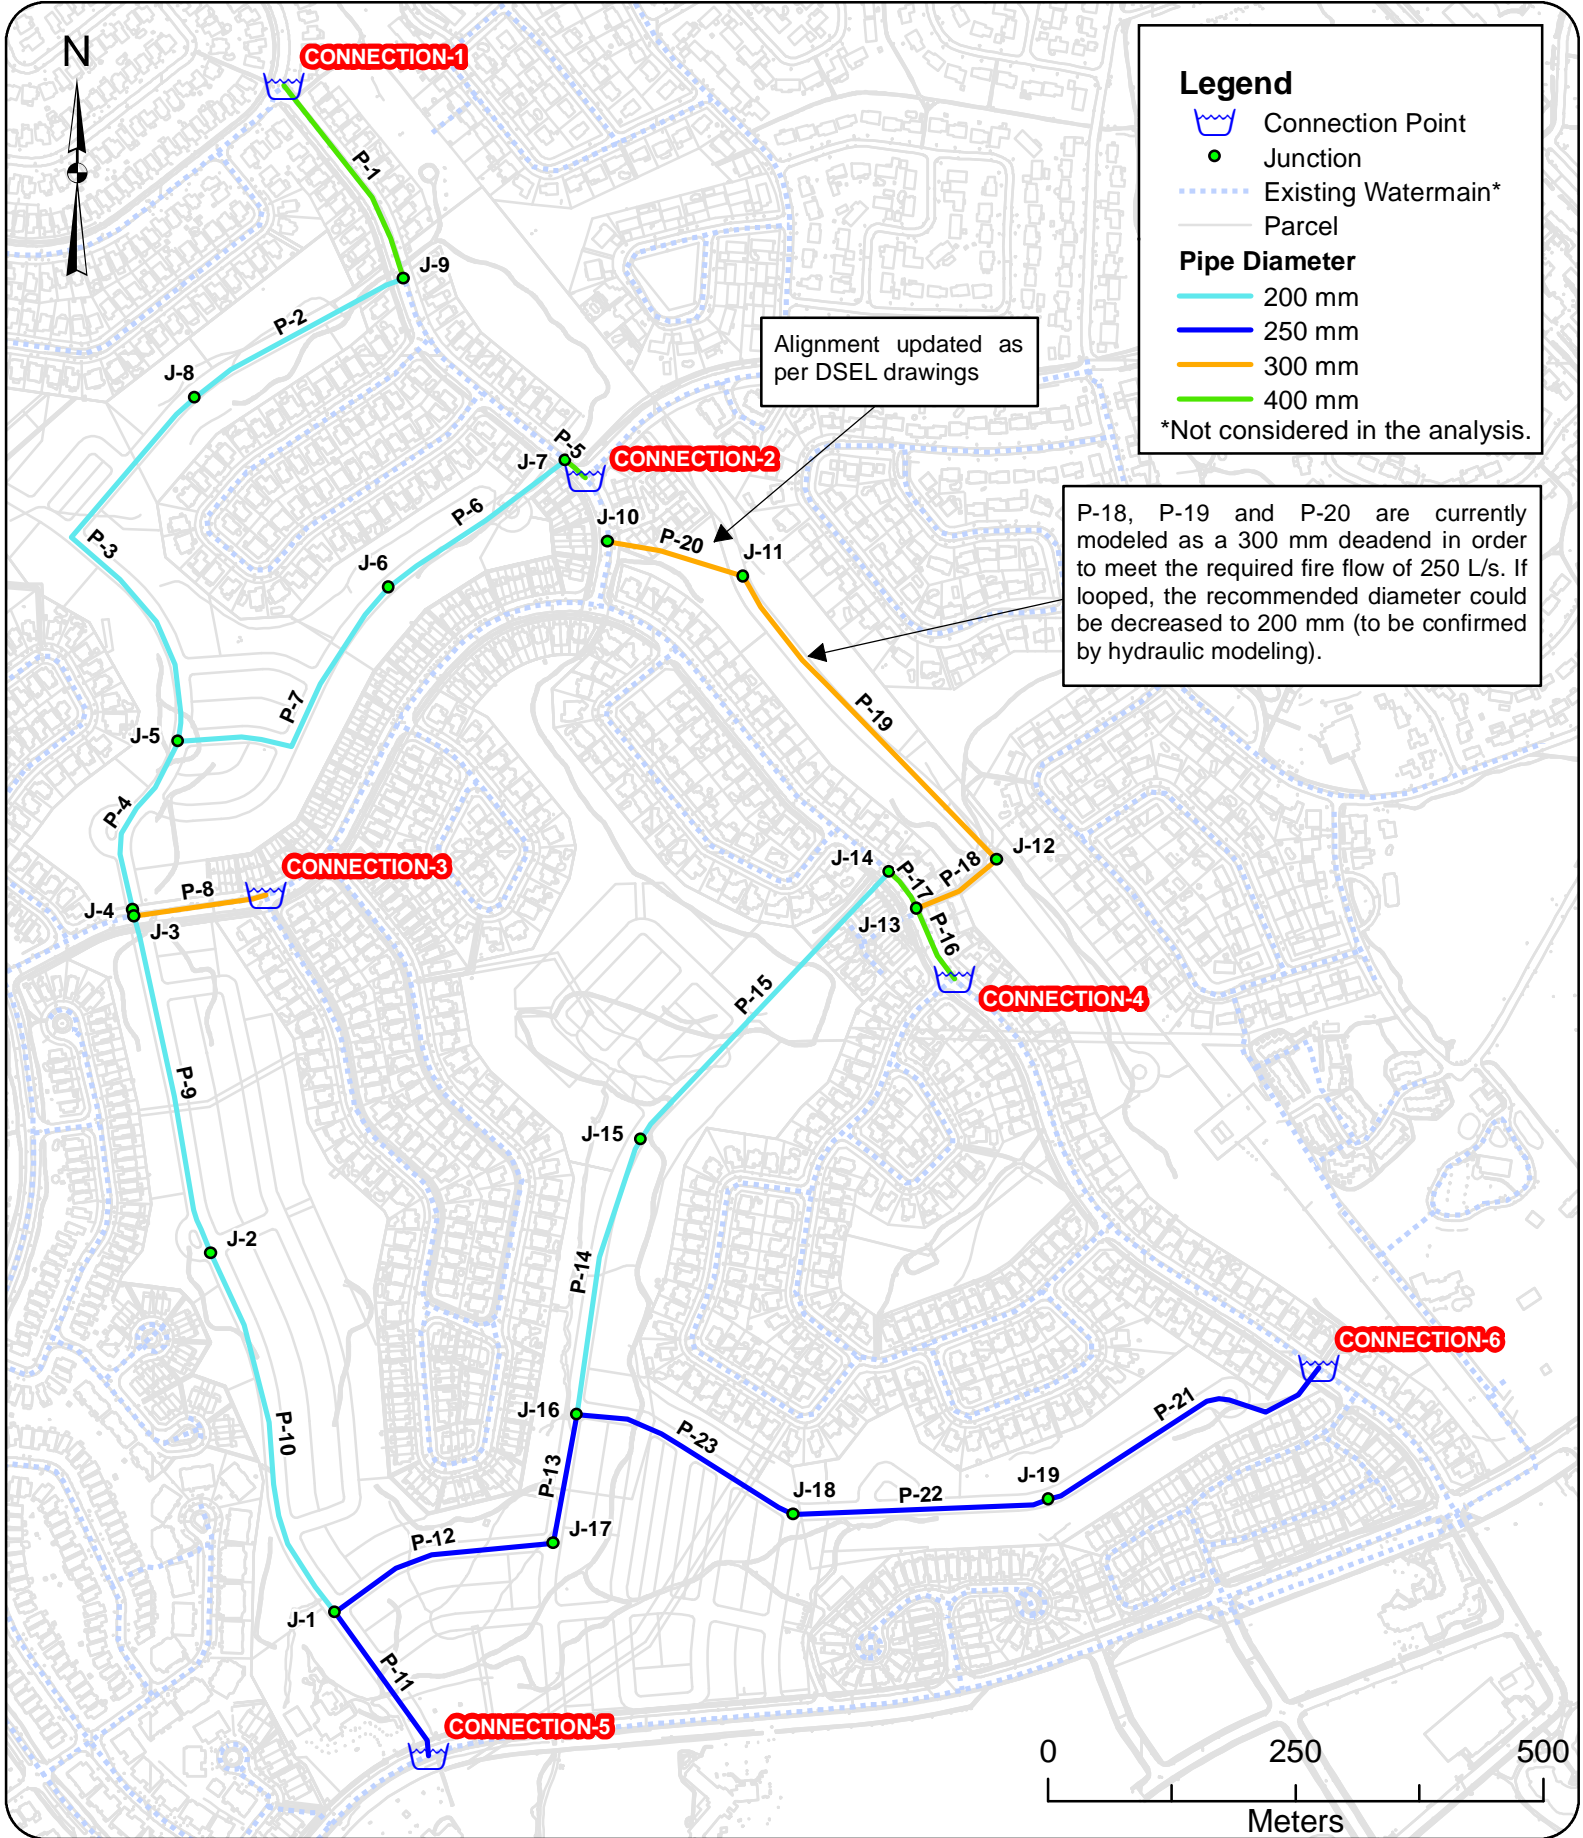 N
CONNECTION-1
Legend
Connection Point
Junction
Existing Watermain*
Parcel
Pipe Diameter
200 mm
250 mm
300 mm
400 mm
*Not considered in the analysis.
P-1
J-9
P-2
J-8
Alignment updated as
per DSEL drawings
P-5
J-7
CONNECTION-2
P-6
J-10
P-20
J-11
P-18, P-19 and P-20 are currently
modeled as a 300 mm deadend in order
to meet the required fire flow of 250 L/s. If
looped, the recommended diameter could
be decreased to 200 mm (to be confirmed
by hydraulic modeling).
P-3
J-6
P-7
P-19
J-5
P-4
CONNECTION-3
P-8
J-4
J-3
J-14
P-17
P-18
J-12
J-13
P-16
CONNECTION-4
P-15
P-9
J-15
J-2
P-14
CONNECTION-6
P-21
J-16
P-23
P-10
P-13
J-18
P-22
J-19
P-12
J-17
J-1
P-11
CONNECTION-5
0 250 500
Meters